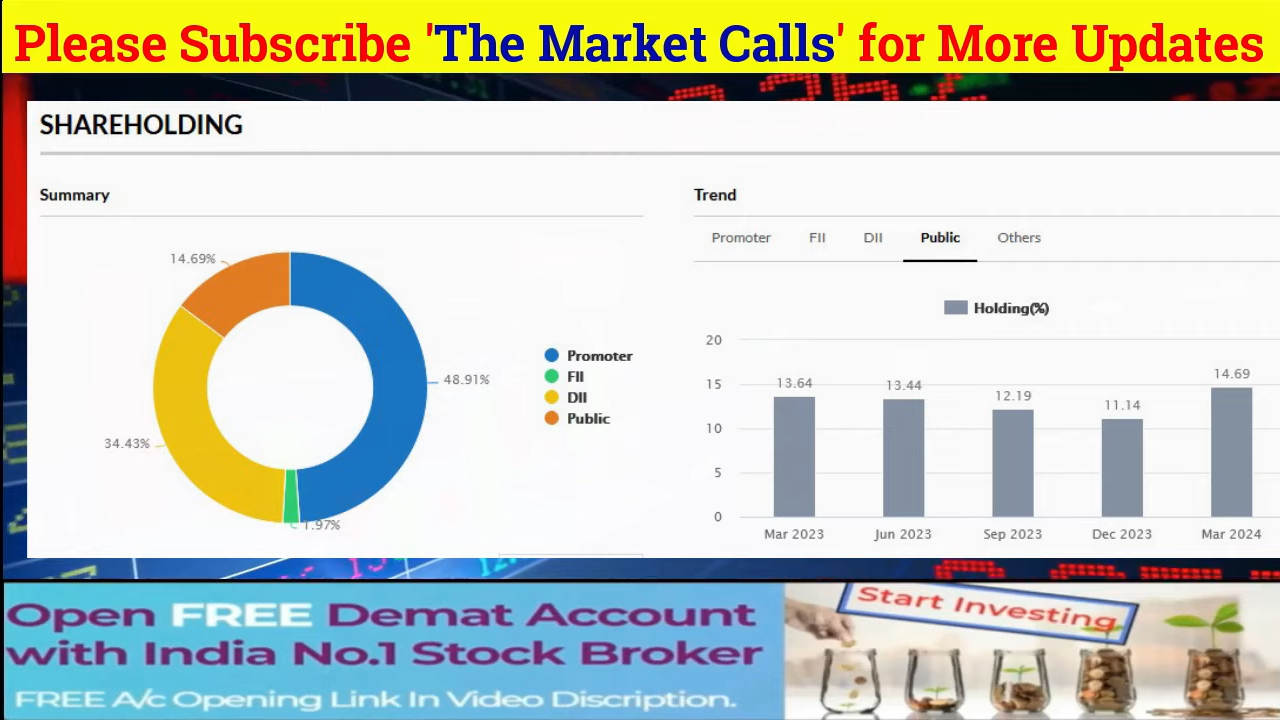 Please Subscribe 'The Market Calls' for More Updates
SHAREHOLDING
Summary
14.69%
48.91%
34.43%
1.97%
Promoter
FII
DII
Public
Trend
Promoter FII DII Public Others
Holding(%)
20
15
10
5
0
13.64
13.44
12.19
11.14
14.69
Mar 2023 Jun 2023 Sep 2023 Dec 2023 Mar 2024
Open FREE Demat Account
with India No.1 Stock Broker
FREE A/c Opening Link In Video Discription.
Start Investing